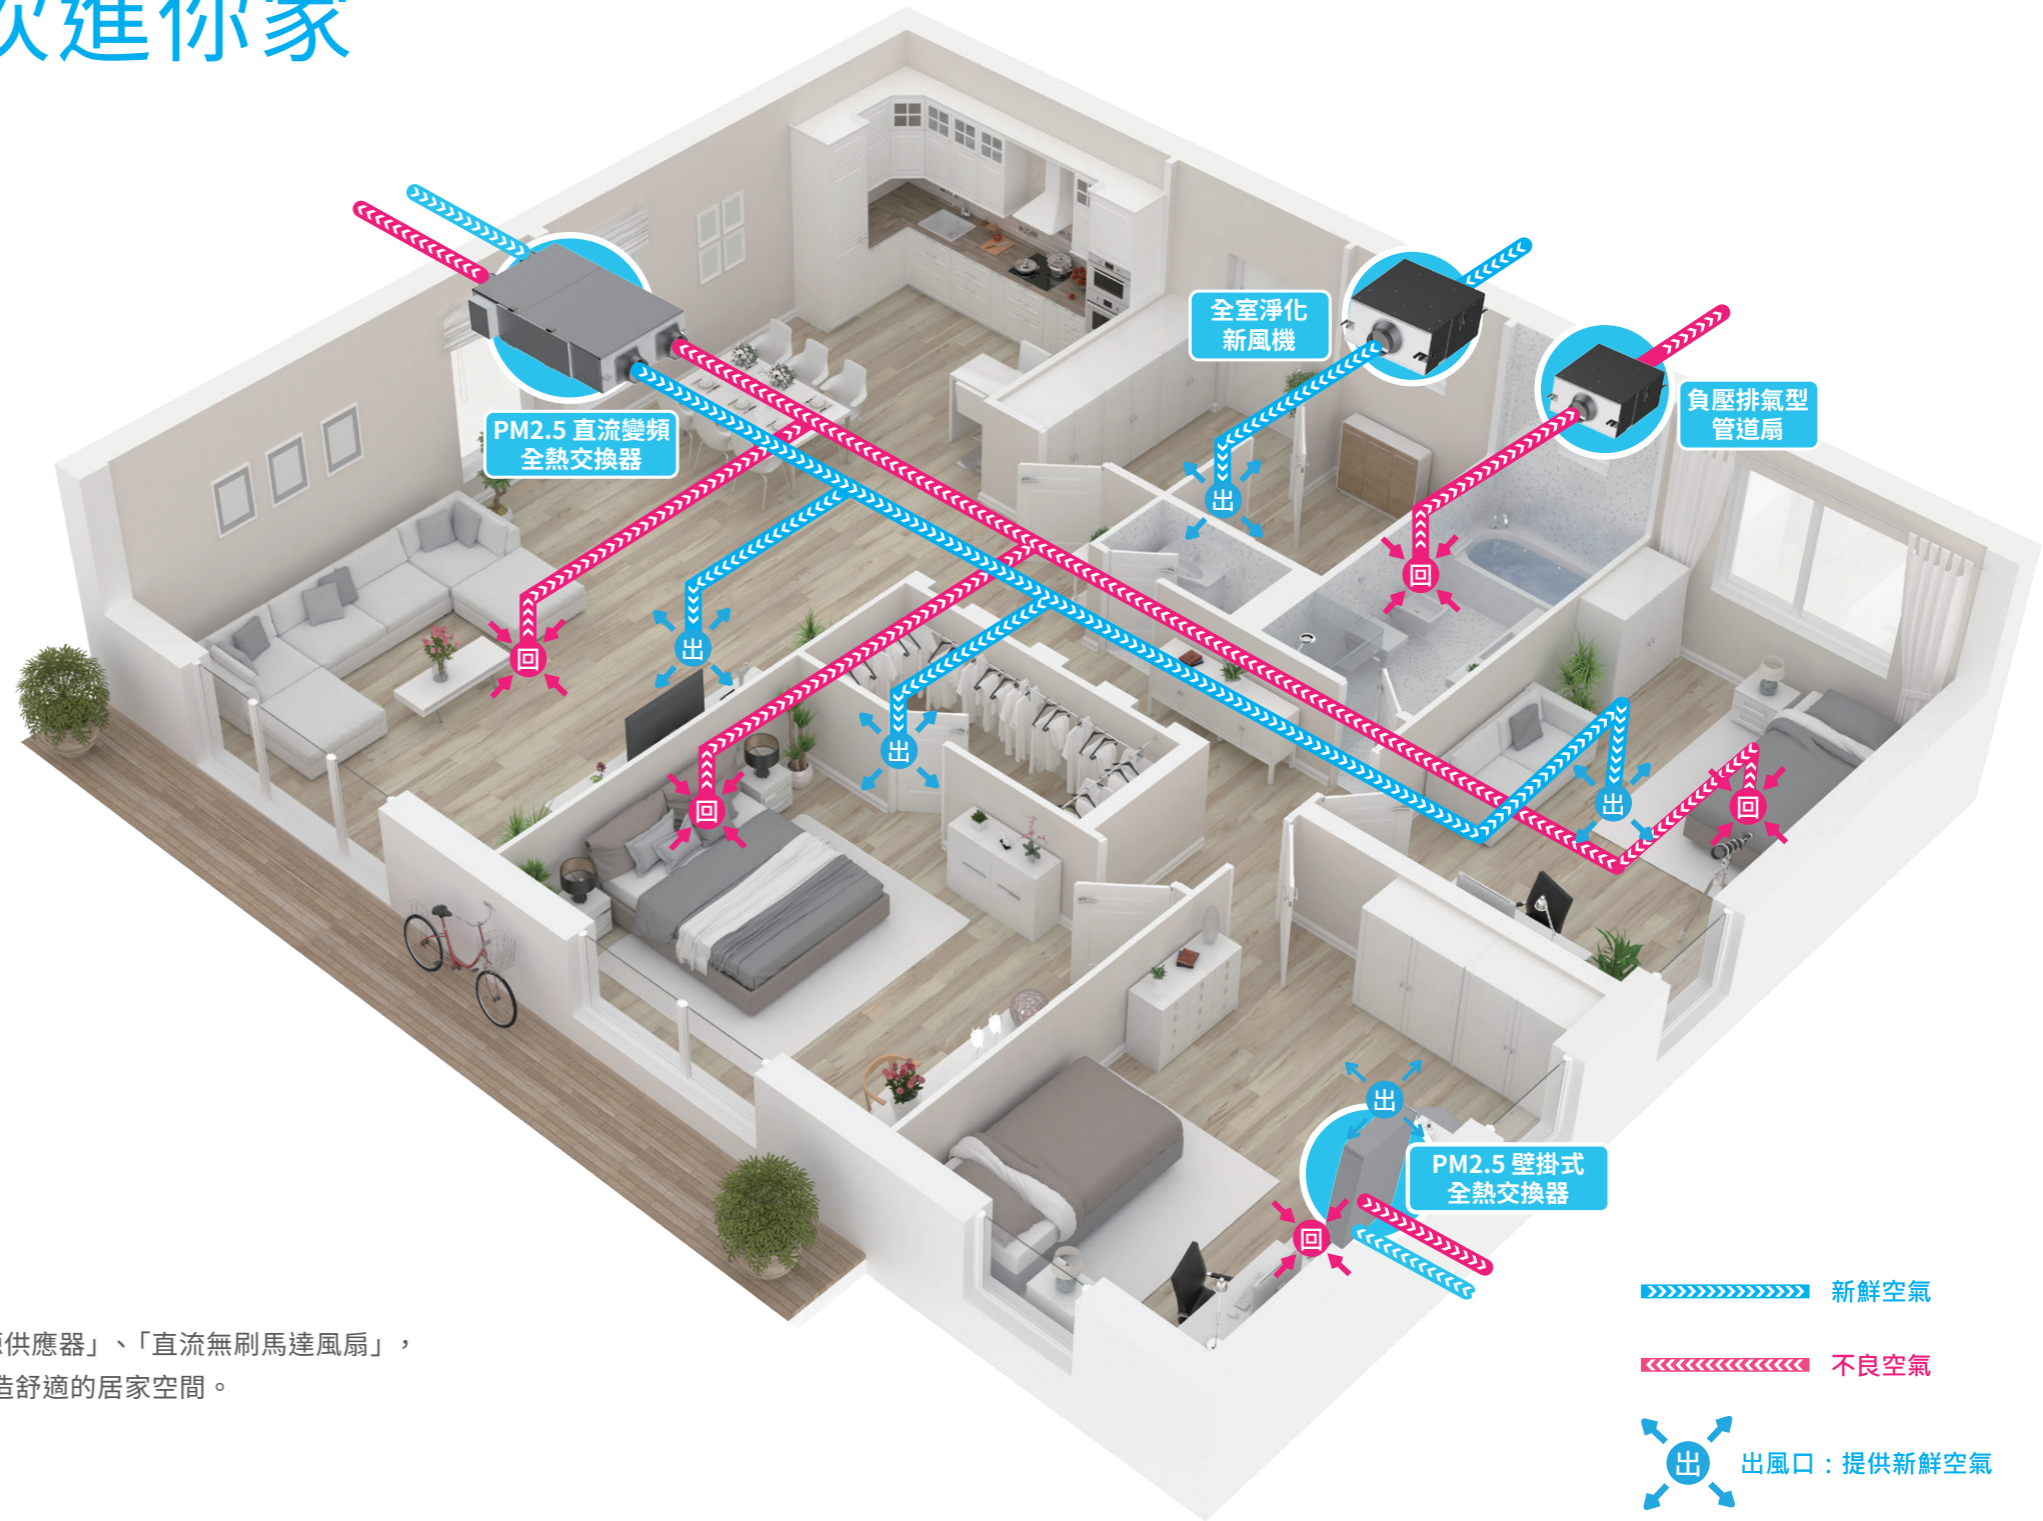 次進你家
全室淨化
新風機
負壓排氣型
管道扇
PM2.5 直流變頻
全熱交換器
出
回
回
出
出
回
出
回
出
PM2.5 壁掛式
全熱交換器
回
新鮮空氣
供應器」、「直流無刷馬達風扇」，
不良空氣
造舒適的居家空間。
出
出風口：提供新鮮空氣